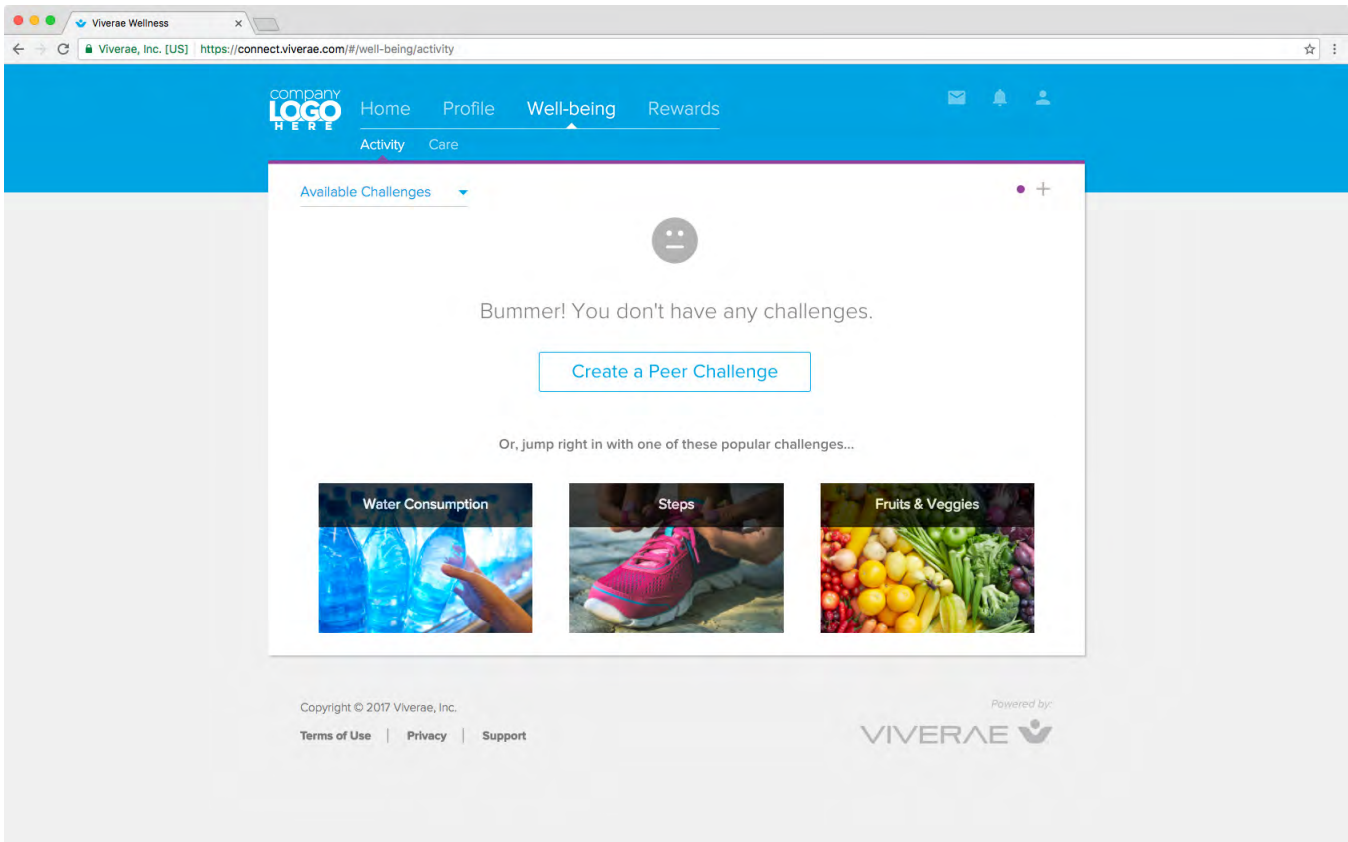 Viverae Wellness
Viverae, Inc. [US] https://connect.viverae.com/#/well-being/activity
company
LOGO
HERE
Home Profile Well-being Rewards
Activity Care
Available Challenges
Bummer! You don't have any challenges.
Create a Peer Challenge
Or, jump right in with one of these popular challenges...
Water Consumption Steps Fruits & Veggies
Copyright © 2017 Viverae, Inc.
Powered by:
Terms of Use | Privacy | Support
VIVERAE